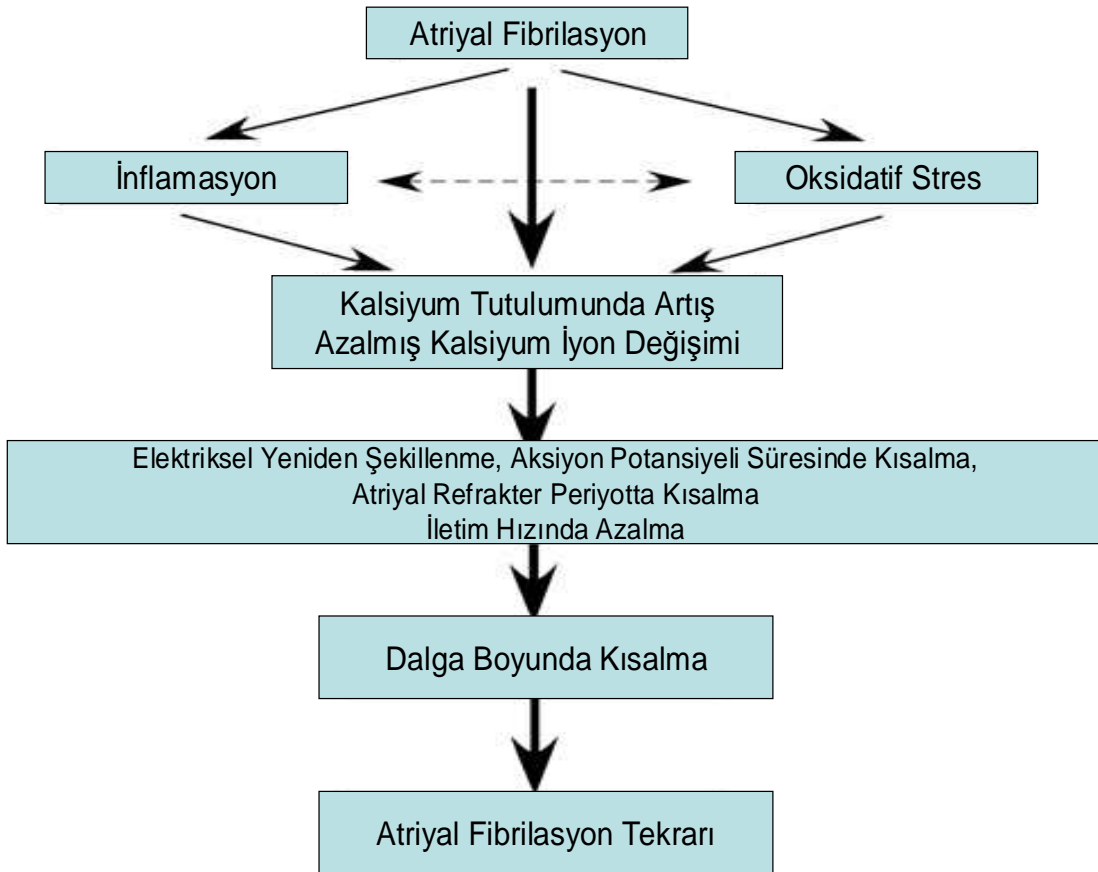 Atriyal Fibrilasyon
İnflamasyon
Oksidatif Stres
Kalsiyum Tutulumunda Artış
Azalmış Kalsiyum İyon Değişimi
Elektriksel Yeniden Şekillenme, Aksiyon Potansiyeli Süresinde Kısalma,
Atriyal Refrakter Periyotta Kısalma
İletim Hızında Azalma
Dalga Boyunda Kısalma
Atriyal Fibrilasyon Tekrarı